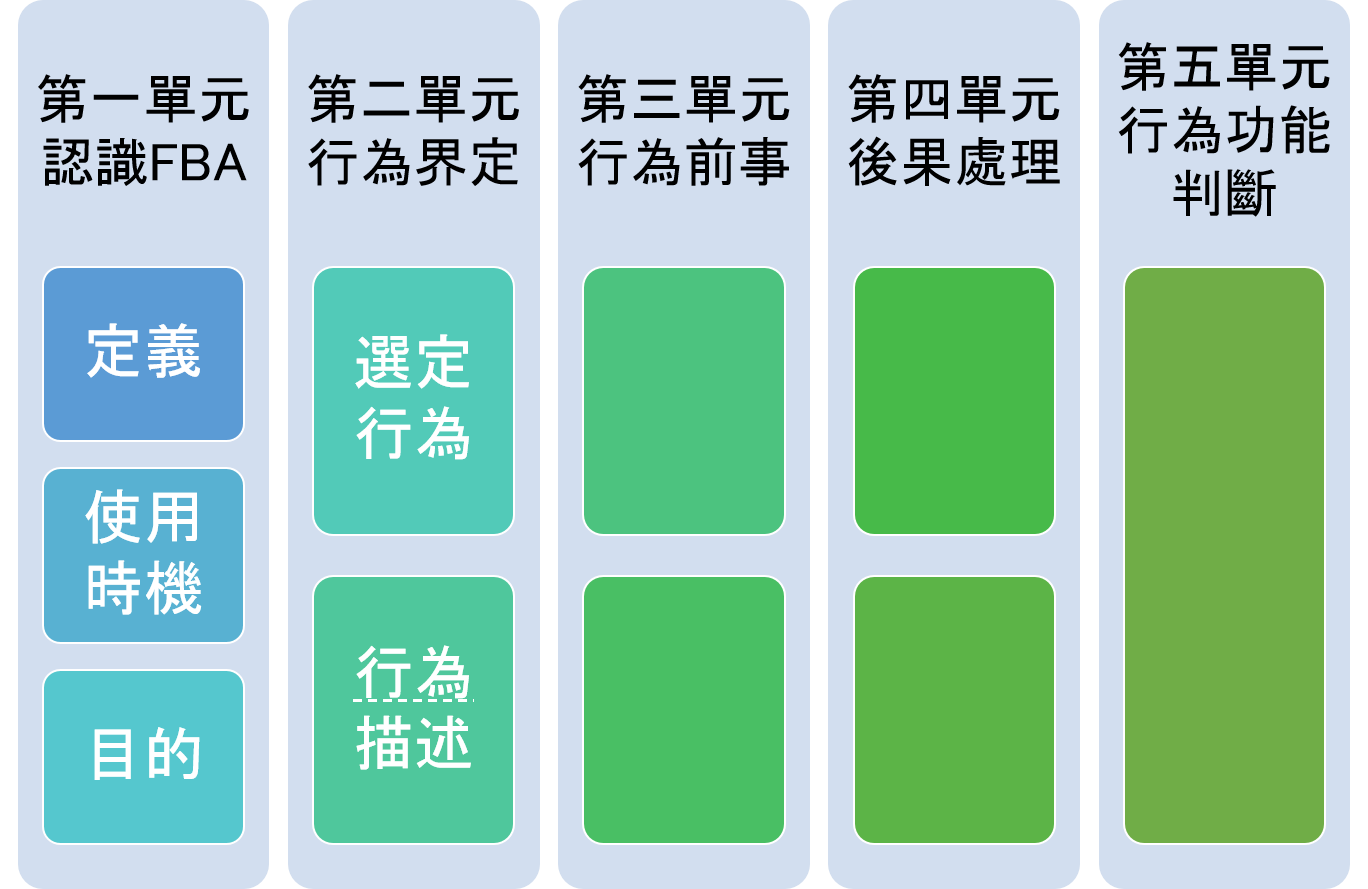 第一單元
認識FBA
定義
使用
時機
目的
第二單元
行為界定
選定
行為
行為
描述
第三單元
行為前事
第四單元
後果處理
第五單元
行為功能
判斷